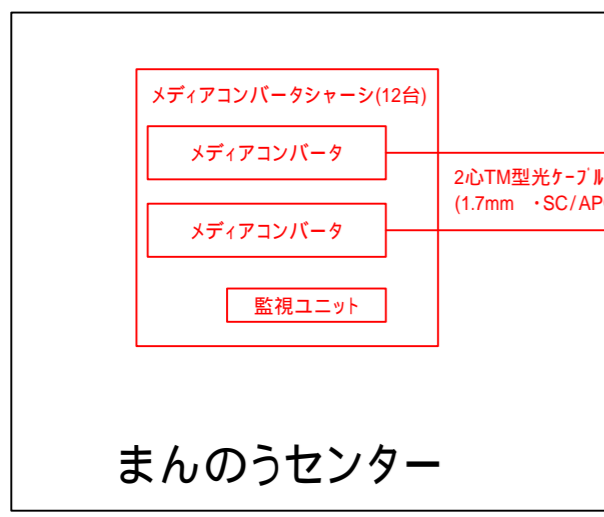 メディアコンバータシャーシ(12台)
メディアコンバータ
2心TM型光ｹｰﾌﾞﾙ
(1.7mm ・SC/AP
メディアコンバータ
監視ユニット
まんのうセンター